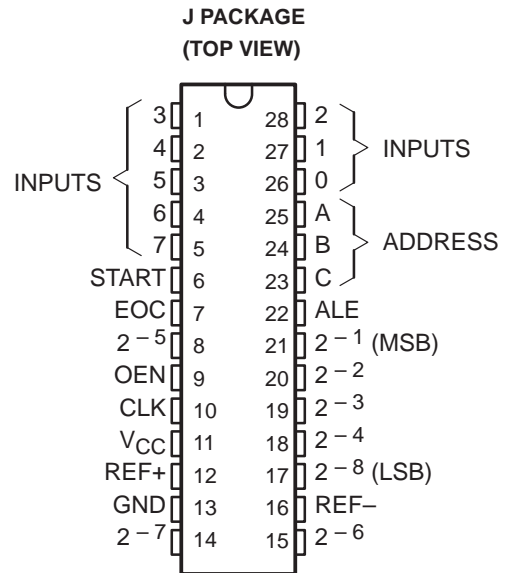 J PACKAGE
(TOP VIEW)
3 1 28 2
4 2 27 1
INPUTS 5 3 26 0 INPUTS
6 4 25 A
7 5 24 B ADDRESS
START 6 23 C
EOC 7 22 ALE
2 – 5 8 21 2 – 1 (MSB)
OEN 9 20 2 – 2
CLK 10 19 2 – 3
VCC 11 18 2 – 4
REF+ 12 17 2 – 8 (LSB)
GND 13 16 REF–
2 – 7 14 15 2 – 6